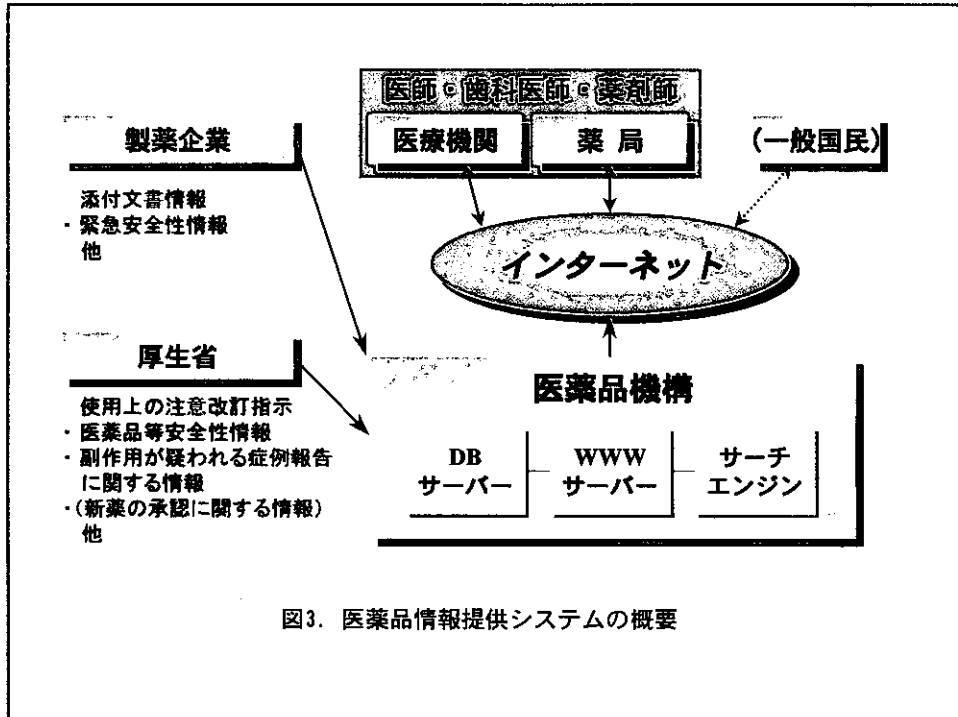 医師・歯科医師・薬剤師
医療機関
薬 局
(一般国民)
製薬企業
添付文書情報
・緊急安全性情報
他
インターネット
厚生省
使用上の注意改訂指示
・医薬品等安全性情報
・副作用が疑われる症例報告
に関する情報
・(新薬の承認に関する情報)
他
医薬品機構
DB
サーバー
WWW
サーバー
サーチ
エンジン
図3. 医薬品情報提供システムの概要